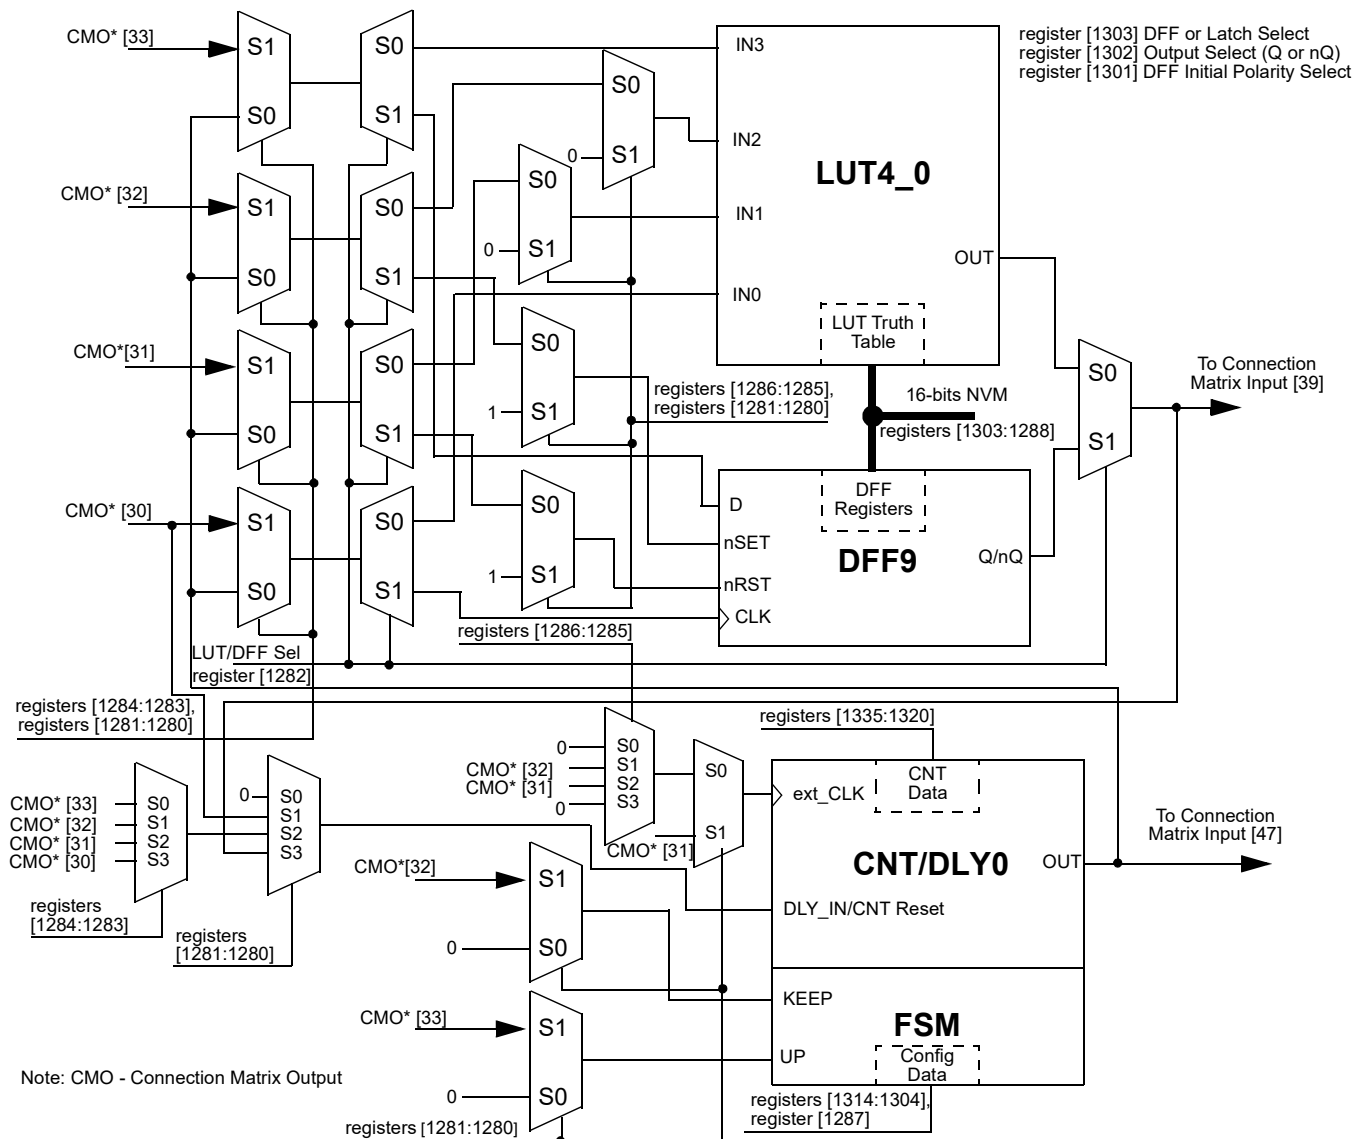 CMO* [33]
S1
S0
S0
S1
CMO* [32]
S1
S0
S0
S1
CMO*[31]
S1
S0
S0
S1
CMO* [30]
S1
S0
S0
S1
S0
S1
0
S0
S1
0
S0
S1
1
S0
S1
1
IN3
IN2
IN1
IN0
LUT4_0
OUT
LUT Truth
Table
register [1303] DFF or Latch Select
register [1302] Output Select (Q or nQ)
register [1301] DFF Initial Polarity Select
registers [1286:1285],
registers [1281:1280]
16-bits NVM
registers [1303:1288]
S0
S1
To Connection
Matrix Input [39]
DFF
Registers
D
nSET
nRST
CLK
DFF9
Q/nQ
LUT/DFF Sel
register [1282]
registers [1286:1285]
registers [1284:1283],
registers [1281:1280]
registers [1335:1320]
CMO* [33]
CMO* [32]
CMO* [31]
CMO* [30]
S0
S1
S2
S3
registers
[1284:1283]
0
S0
S1
S2
S3
registers
[1281:1280]
0
CMO* [32]
CMO* [31]
0
S0
S1
S2
S3
S0
S1
CMO* [31]
ext_CLK
CNT
Data
CNT/DLY0
OUT
DLY_IN/CNT Reset
To Connection
Matrix Input [47]
CMO*[32]
S1
S0
0
KEEP
CMO* [33]
S1
S0
0
UP
FSM
Config
Data
registers [1314:1304],
register [1287]
registers [1281:1280]
Note: CMO - Connection Matrix Output